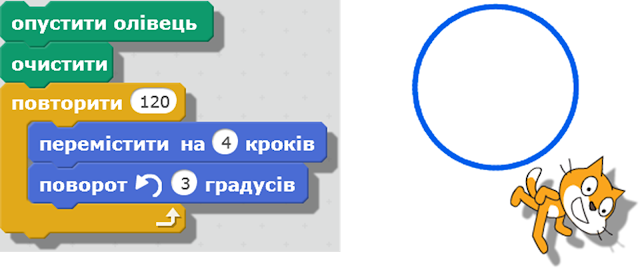 опустити олівець
очистити
повторити 120
перемістити на 4 кроків
поворот 3 градусів